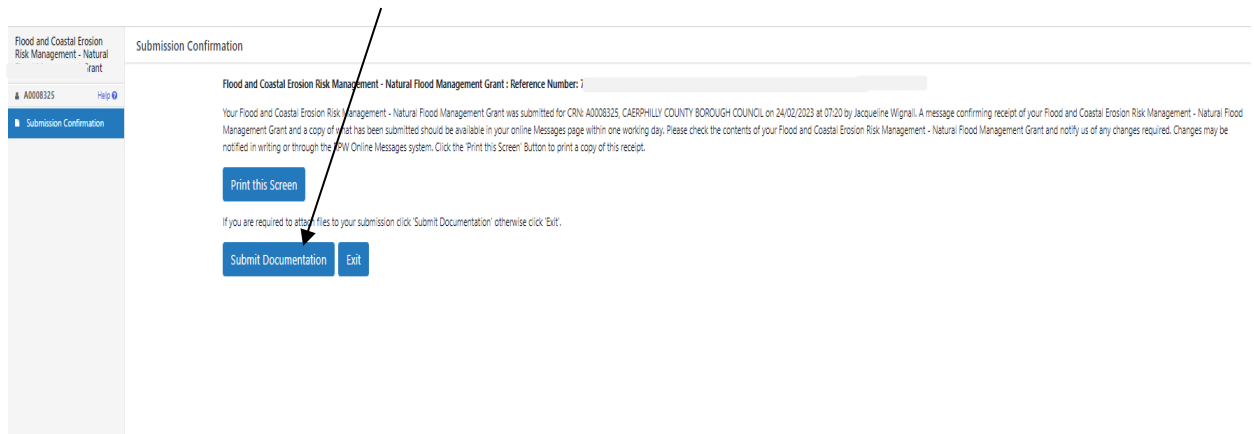 Flood and Coastal Erosion
Risk Management - Natural
Grant
A0008325 Help
Submission Confirmation
Submission Confirmation
Flood and Coastal Erosion Risk Management - Natural Flood Management Grant : Reference Number:
Your Flood and Coastal Erosion Risk Management - Natural Flood Management Grant was submitted for CRN: A0008325, CAERPHILLY COUNTY BOROUGH COUNCIL on 24/02/2023 at 07:20 by Jacqueline Wignall. A message confirming receipt of your Flood and Coastal Erosion Risk Management - Natural Flood
Management Grant and a copy of what has been submitted should be available in your online Messages page within one working day. Please check the contents of your Flood and Coastal Erosion Risk Management - Natural Flood Management Grant and notify us of any changes required. Changes may be
notified in writing or through the RPW Online Messages system. Click the 'Print this Screen' Button to print a copy of this receipt.
Print this Screen
If you are required to attach files to your submission click 'Submit Documentation' otherwise click 'Exit'.
Submit Documentation Exit